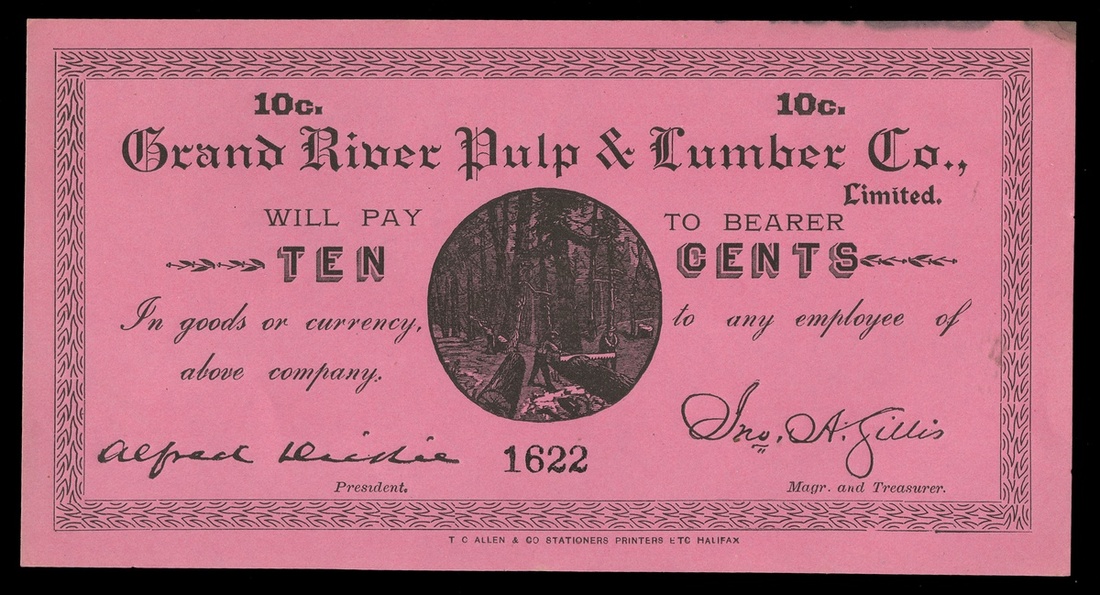 10c. 10c.
Grand River Pulp & Lumber Co.,
Limited.
WILL PAY TO BEARER
TEN CENTS
In goods or currency, to any employee of
above company.
Alfred Dickie 1622 Jno. A. Gillis
President. Magr. and Treasurer.
T C ALLEN & CO STATIONERS PRINTERS ETC HALIFAX